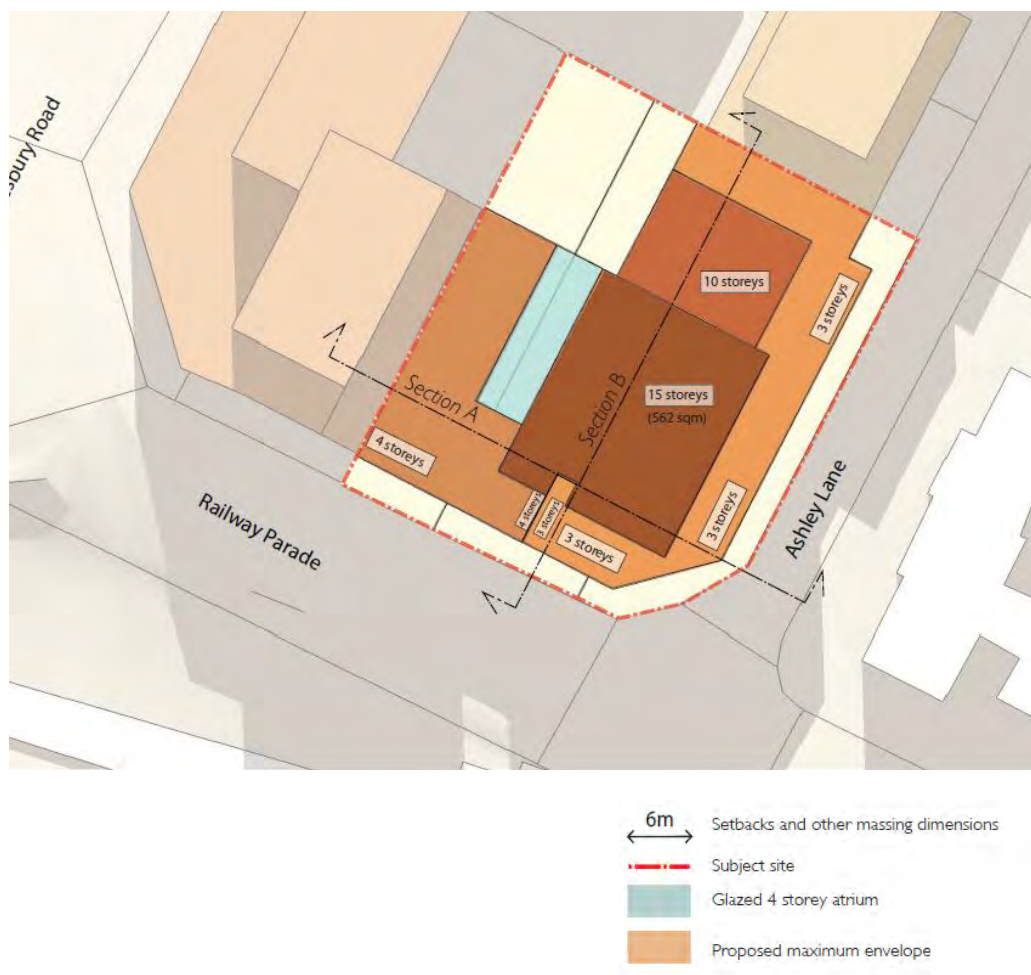 sbury Road
10 storeys
3 storeys
15 storeys
(562 sqm)
Section A
Section B
4 storeys
4 storeys
3 storeys
3 storeys
3 storeys
Railway Parade
Ashley Lane
6m
Setbacks and other massing dimensions
Subject site
Glazed 4 storey atrium
Proposed maximum envelope